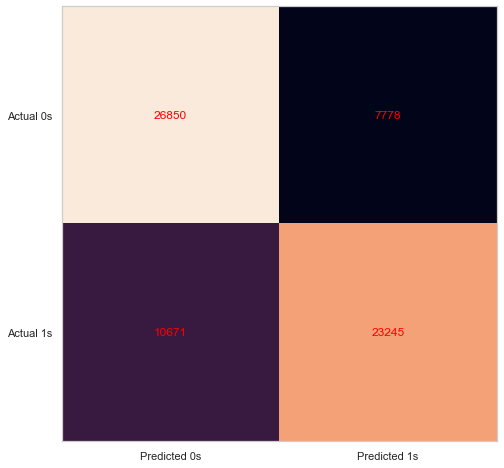 Actual 0s
26850
7778
Actual 1s
10671
23245
Predicted 0s
Predicted 1s